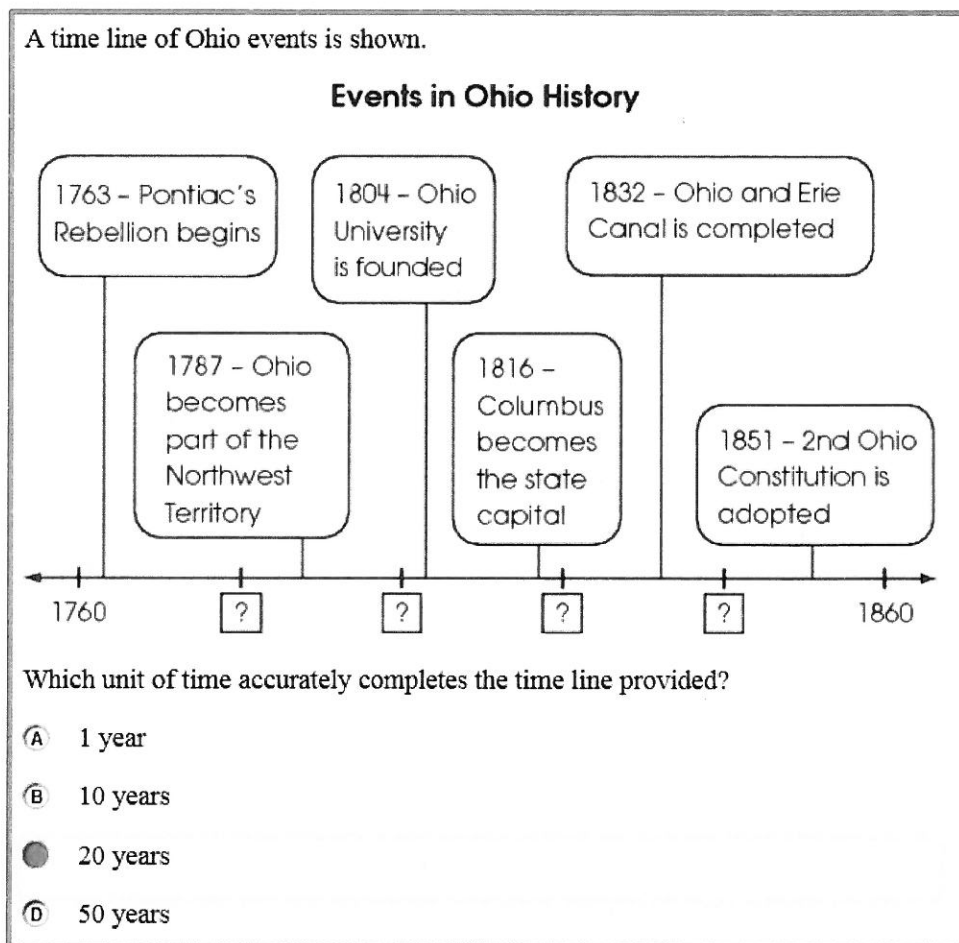 A time line of Ohio events is shown.
Events in Ohio History
1763 – Pontiac's
Rebellion begins
1804 – Ohio
University
is founded
1832 – Ohio and Erie
Canal is completed
1787 – Ohio
becomes
part of the
Northwest
Territory
1816 –
Columbus
becomes
the state
capital
1851 – 2nd Ohio
Constitution is
adopted
1760 ? ? ? ? 1860
Which unit of time accurately completes the time line provided?
A 1 year
B 10 years
20 years
D 50 years